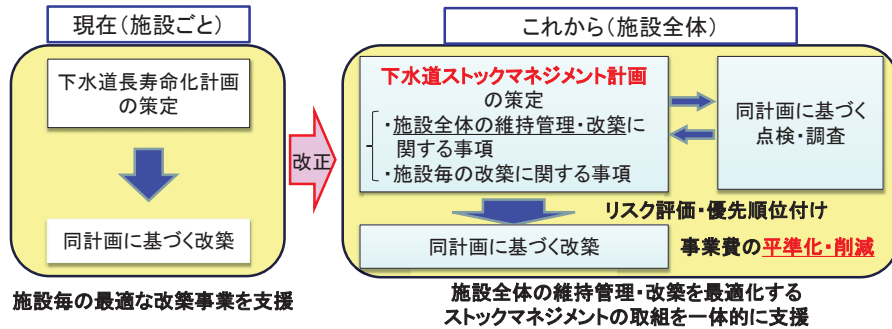 現在(施設ごと)
下水道長寿命化計画
の策定
同計画に基づく改築
施設毎の最適な改築事業を支援
改正
これから(施設全体)
下水道ストックマネジメント計画
の策定
・施設全体の維持管理・改築に
関する事項
・施設毎の改築に関する事項
同計画に基づく
点検・調査
リスク評価・優先順位付け
同計画に基づく改築
事業費の平準化・削減
施設全体の維持管理・改築を最適化する
ストックマネジメントの取組を一体的に支援